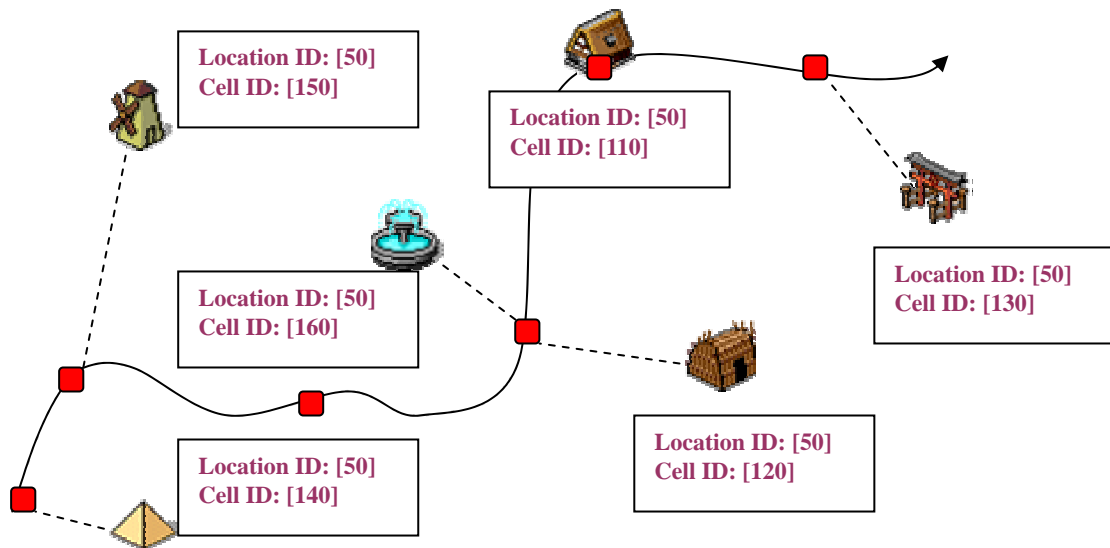 Location ID: [50]
Cell ID: [150]
Location ID: [50]
Cell ID: [110]
Location ID: [50]
Cell ID: [130]
Location ID: [50]
Cell ID: [160]
Location ID: [50]
Cell ID: [120]
Location ID: [50]
Cell ID: [140]